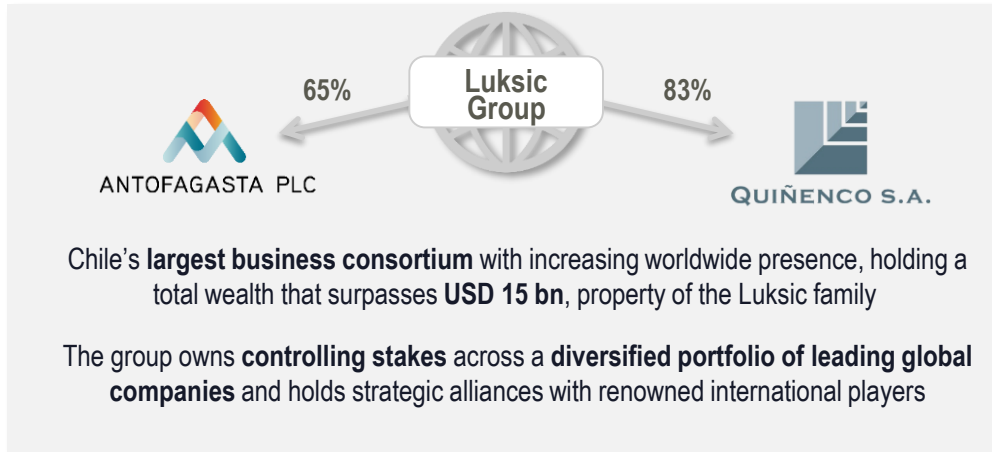 65%
Luksic
Group
83%
ANTOFAGASTA PLC
QUIÑENCO S.A.
Chile’s largest business consortium with increasing worldwide presence, holding a
total wealth that surpasses USD 15 bn, property of the Luksic family
The group owns controlling stakes across a diversified portfolio of leading global
companies and holds strategic alliances with renowned international players